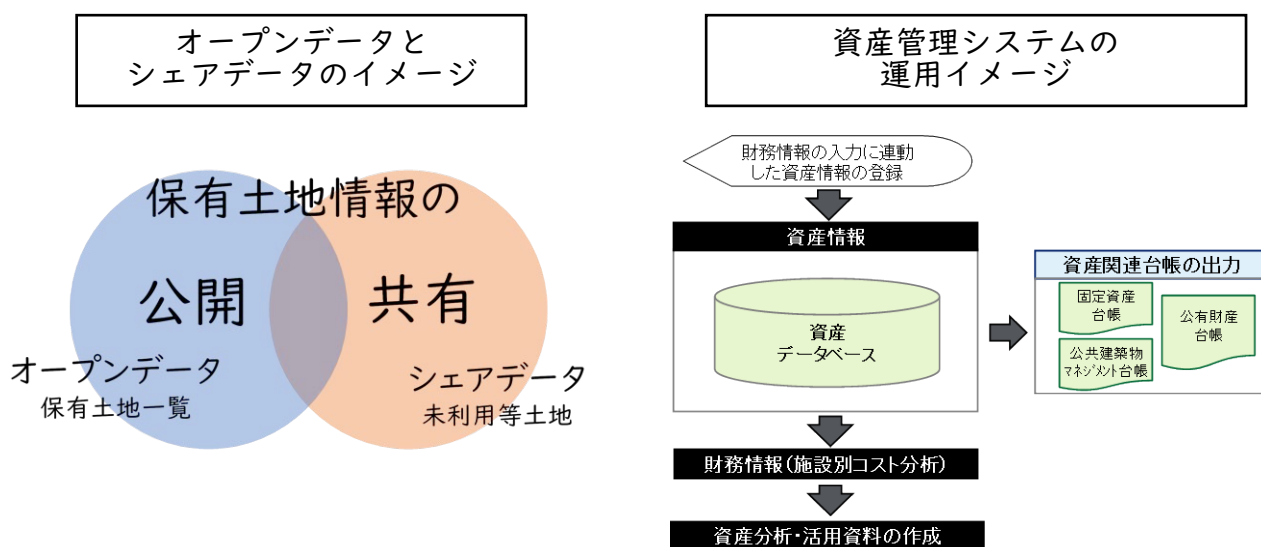 オープンデータと
シェアデータのイメージ
保有土地情報の
公開
共有
オープンデータ
保有土地一覧
シェアデータ
未利用等土地
資産管理システムの
運用イメージ
財務情報の入力に連動
した資産情報の登録
資産情報
資産
データベース
資産関連台帳の出力
固定資産
台帳
公有財産
台帳
公共建築物
マネジメント台帳
財務情報(施設別コスト分析)
資産分析・活用資料の作成